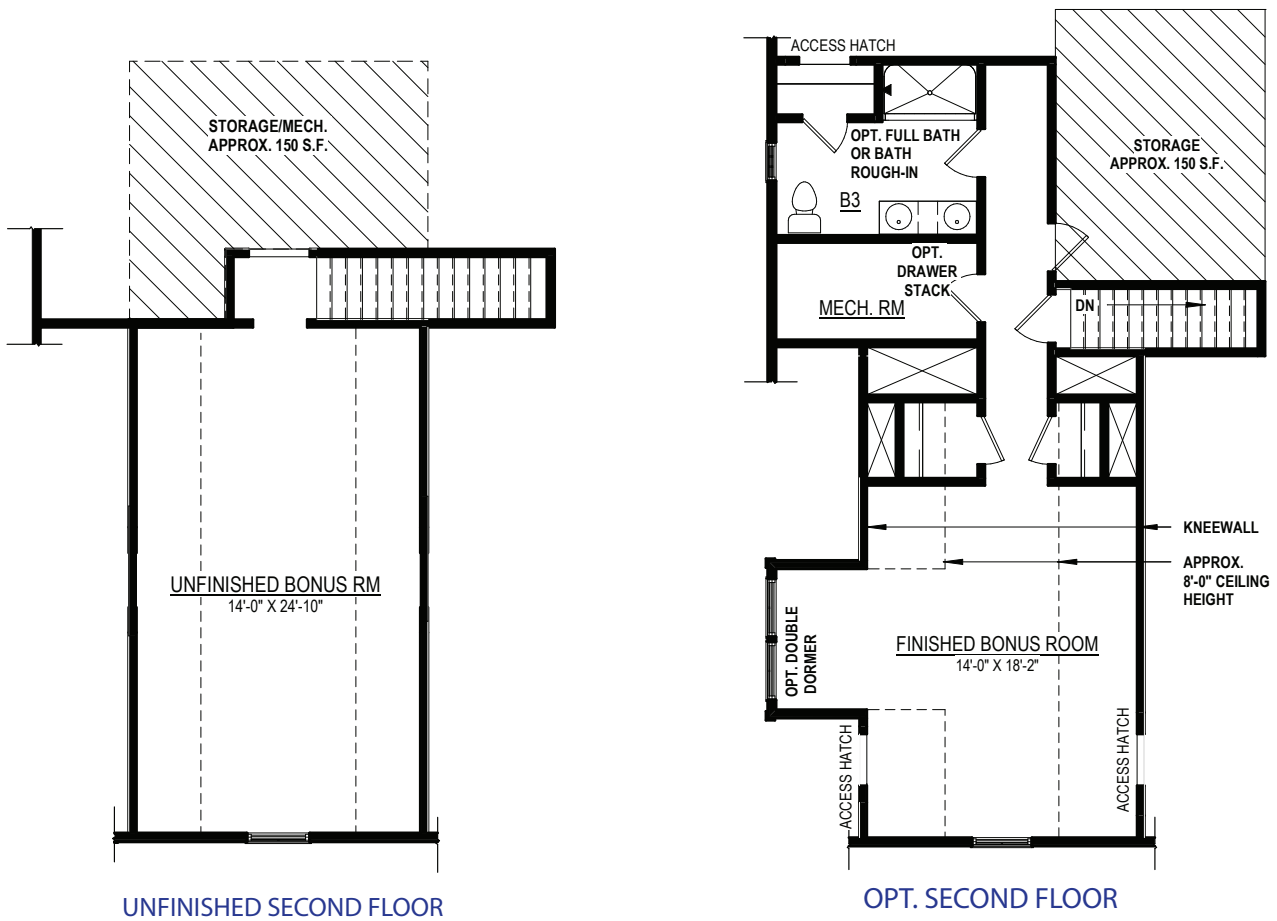 STORAGE/MECH.
APPROX. 150 S.F.
UNFINISHED BONUS RM
14'-0" X 24'-10"
UNFINISHED SECOND FLOOR
ACCESS HATCH
OPT. FULL BATH
OR BATH
ROUGH-IN
B3
STORAGE
APPROX. 150 S.F.
OPT.
DRAWER
STACK
MECH. RM
DN
KNEEWALL
APPROX.
8'-0" CEILING
HEIGHT
OPT. DOUBLE
DORMER
FINISHED BONUS ROOM
14'-0" X 18'-2"
ACCESS HATCH
ACCESS HATCH
OPT. SECOND FLOOR